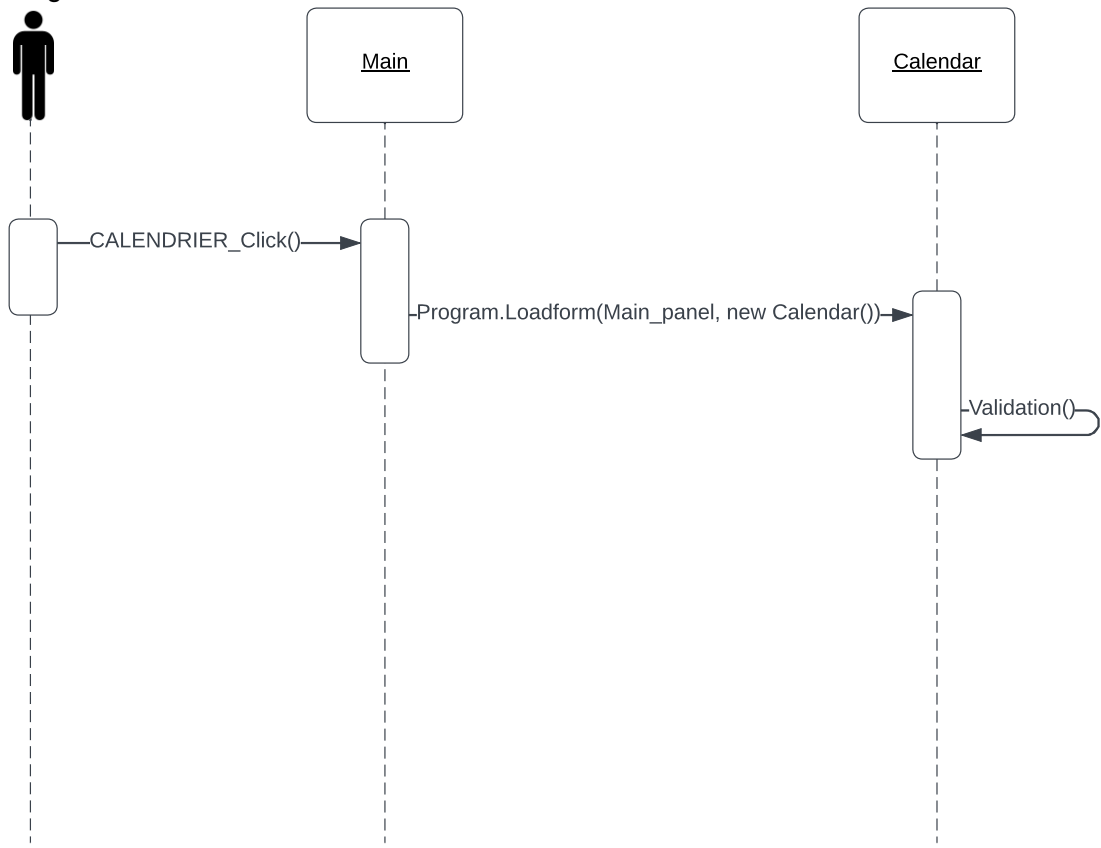 Main
Calendar
CALENDRIER_Click()
Program.Loadform(Main_panel, new Calendar())
Validation()